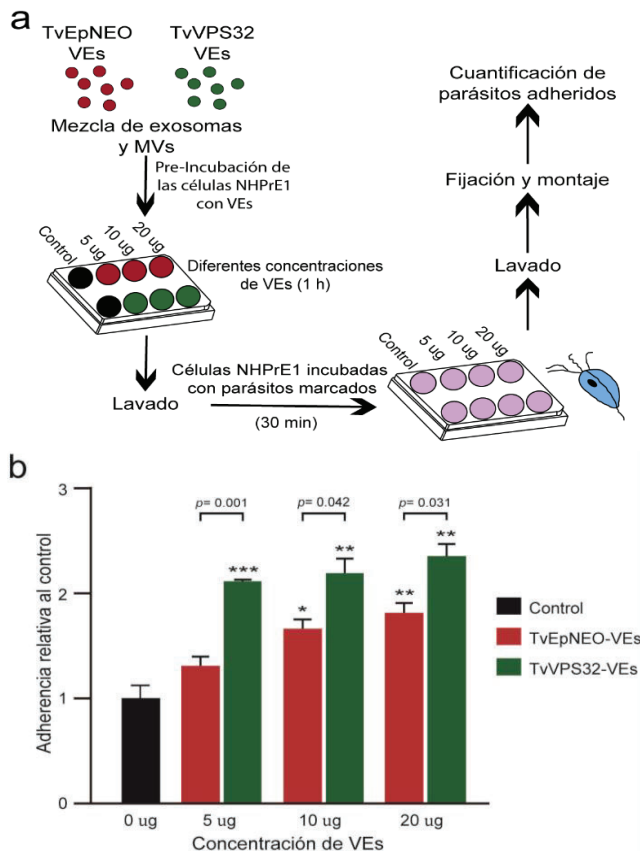 a
TvEpNEO
VEs
TvVPS32
VEs
Mezcla de exosomas
y MVs
Pre-Incubación de
las células NHPrE1
con VEs
Control
5 ug
10 ug
20 ug
Diferentes concentraciones
de VEs (1 h)
Lavado
Células NHPrE1 incubadas
con parásitos marcados
(30 min)
Control
5 ug
10 ug
20 ug
Lavado
Fijación y montaje
Cuantificación de
parásitos adheridos
b
Adherencia relativa al control
3
2
1
0
p= 0.001
p= 0.042
p= 0.031
***
*
**
**
**
Control
TvEpNEO-VEs
TvVPS32-VEs
0 ug
5 ug
10 ug
20 ug
Concentración de VEs